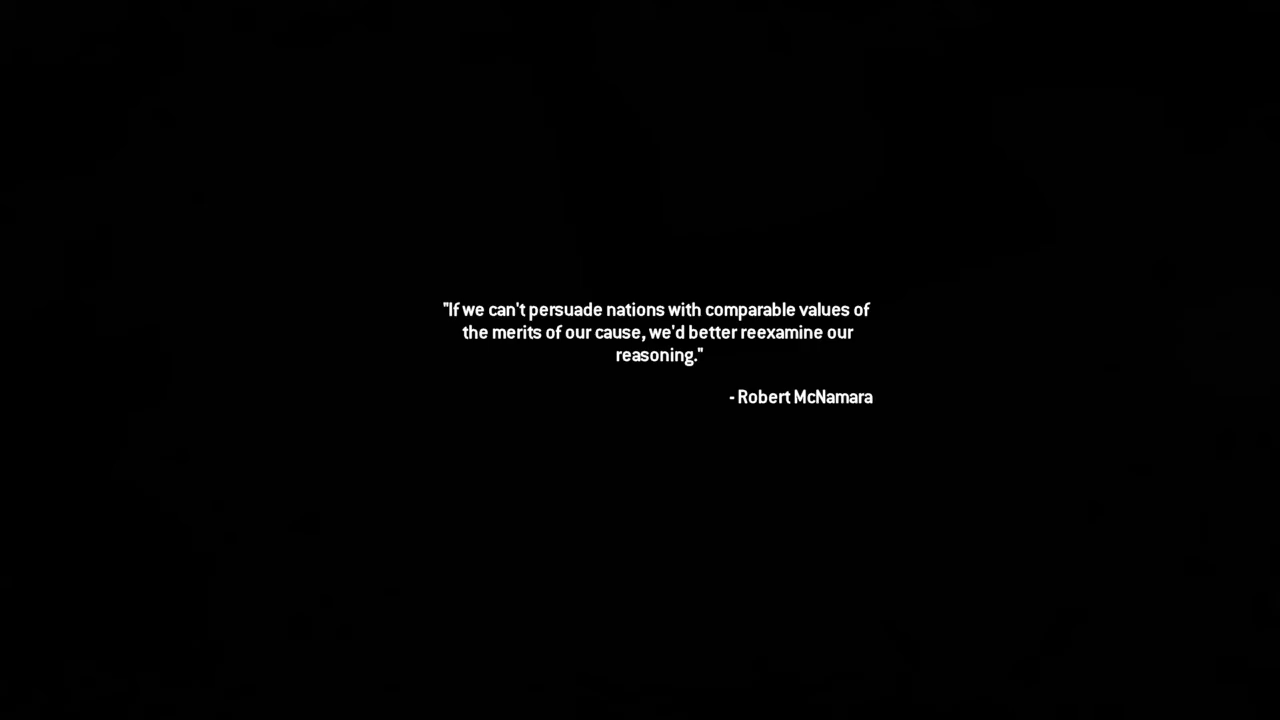 "If we can't persuade nations with comparable values of
the merits of our cause, we'd better reexamine our
reasoning."
- Robert McNamara